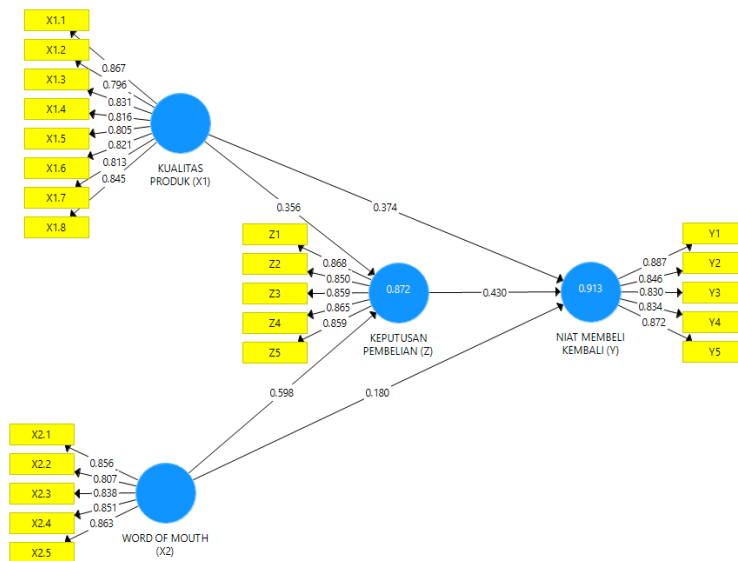 X1.1
X1.2
X1.3
X1.4
X1.5
X1.6
X1.7
X1.8
0.867
0.796
0.831
0.816
0.805
0.821
0.813
0.845
KUALITAS
PRODUK (X1)
0.356
0.374
Z1
Z2
Z3
Z4
Z5
0.868
0.850
0.859
0.865
0.859
0.872
KEPUTUSAN
PEMBELIAN (Z)
0.430
0.913
NIAT MEMBELI
KEMBALI (Y)
0.887
0.846
0.830
0.834
0.872
Y1
Y2
Y3
Y4
Y5
0.598
0.180
X2.1
X2.2
X2.3
X2.4
X2.5
0.856
0.807
0.838
0.851
0.863
WORD OF MOUTH
(X2)